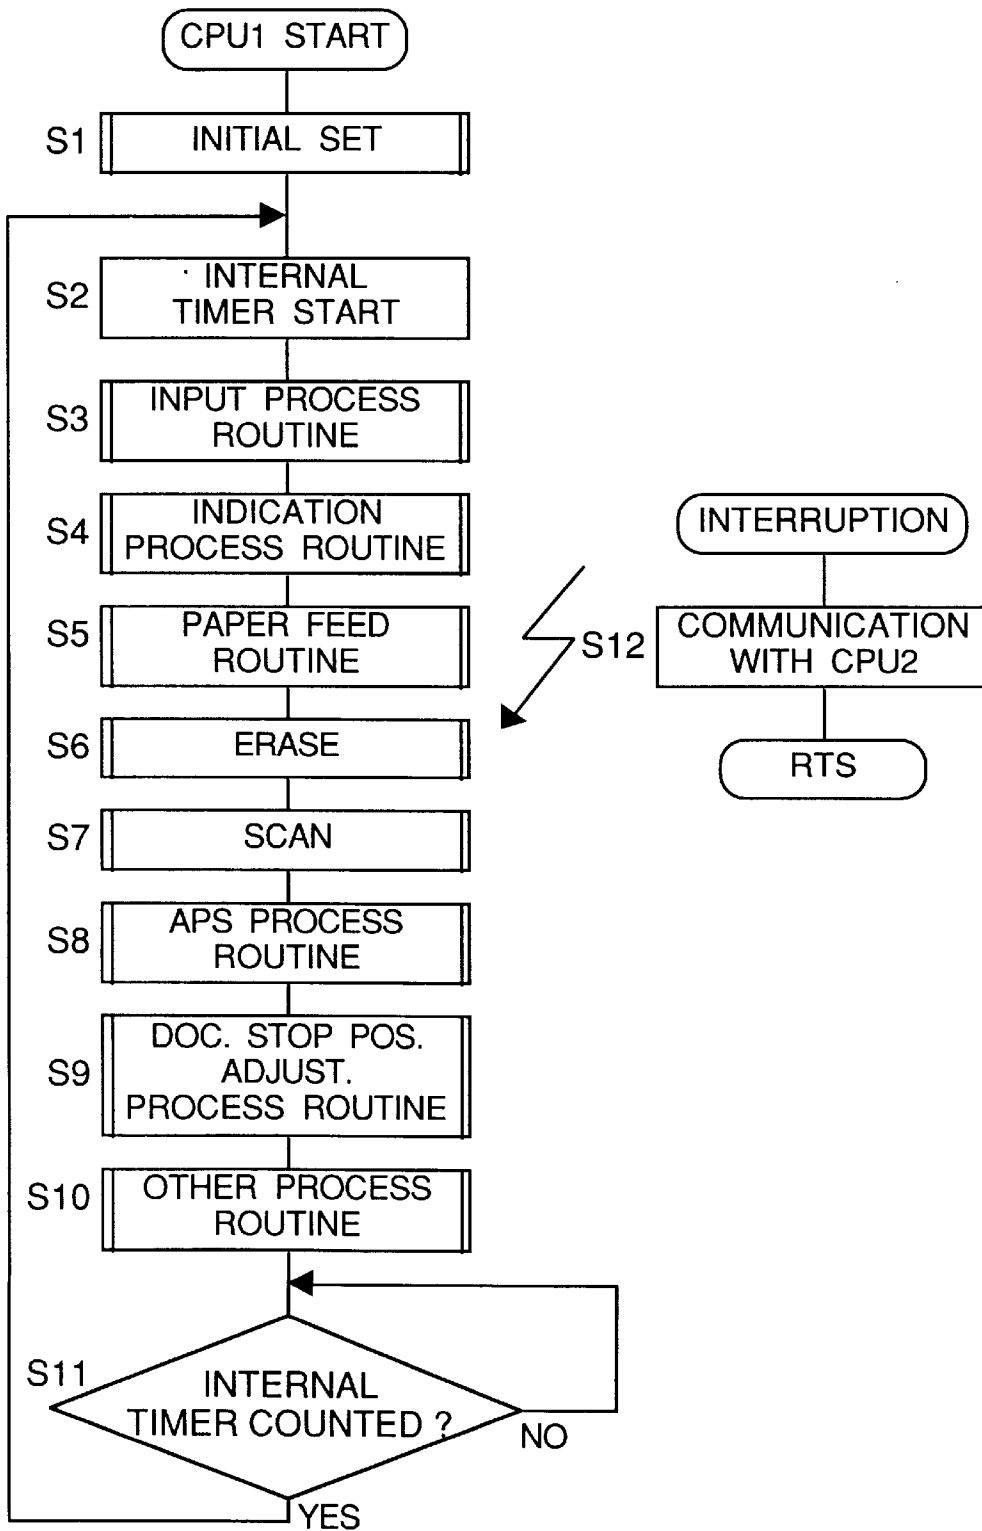 CPU1 START
S1
INITIAL SET
S2
INTERNAL
TIMER START
S3
INPUT PROCESS
ROUTINE
S4
INDICATION
PROCESS ROUTINE
S5
PAPER FEED
ROUTINE
S6
ERASE
S7
SCAN
S8
APS PROCESS
ROUTINE
S9
DOC. STOP POS.
ADJUST.
PROCESS ROUTINE
S10
OTHER PROCESS
ROUTINE
S11
INTERNAL
TIMER COUNTED ?
NO
YES
INTERRUPTION
S12
COMMUNICATION
WITH CPU2
RTS